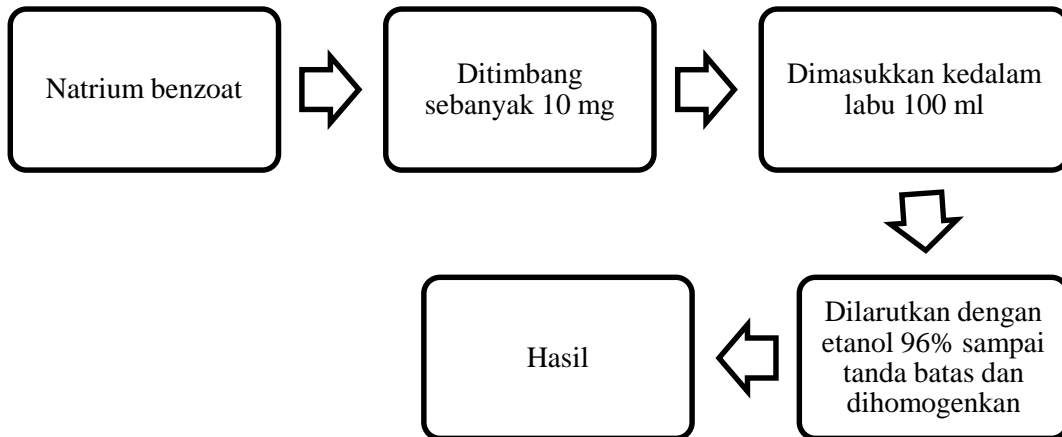 Natrium benzoat
Ditimbang
sebanyak 10 mg
Dimasukkan kedalam
labu 100 ml
Dilarutkan dengan
etanol 96% sampai
tanda batas dan
dihomogenkan
Hasil